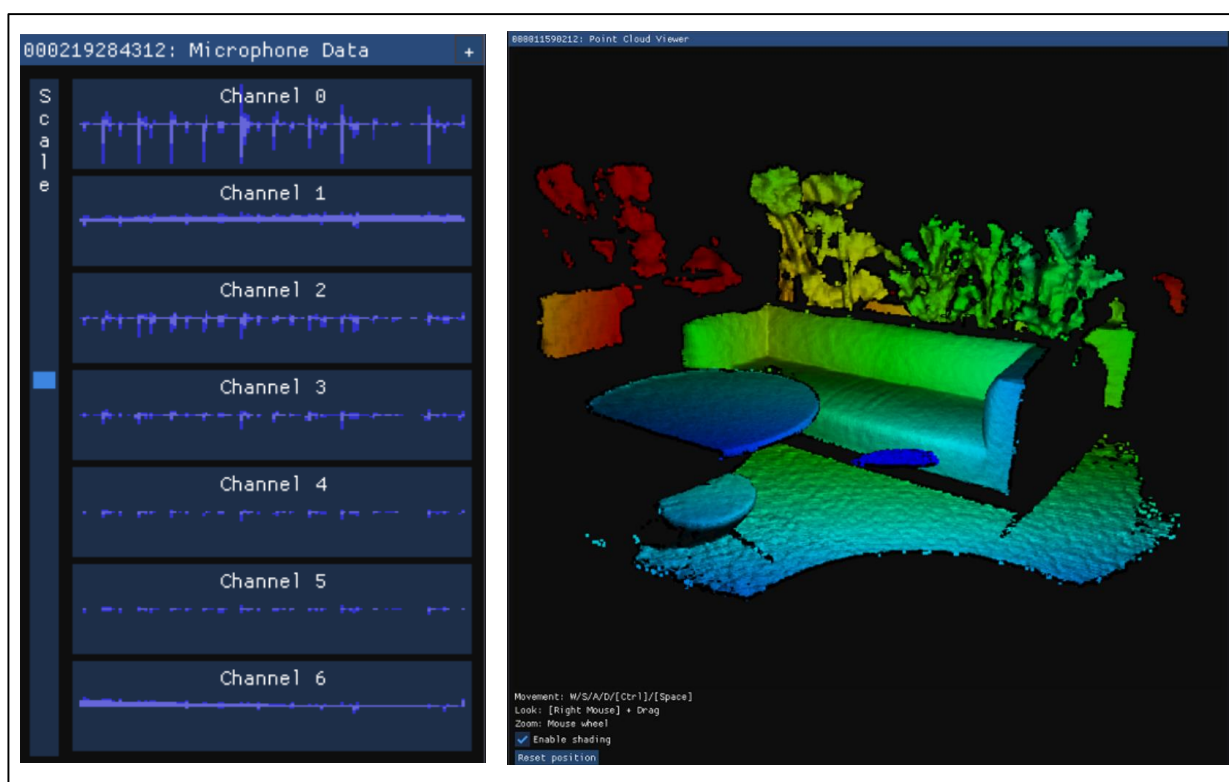 000219284312: Microphone Data +
Scale
Channel 0
Channel 1
Channel 2
Channel 3
Channel 4
Channel 5
Channel 6
000011590212: Point Cloud Viewer
Movement: W/S/A/D/[Ctrl]/[Space]
Look: [Right Mouse] + Drag
Zoom: Mouse wheel
Enable shading
Reset position